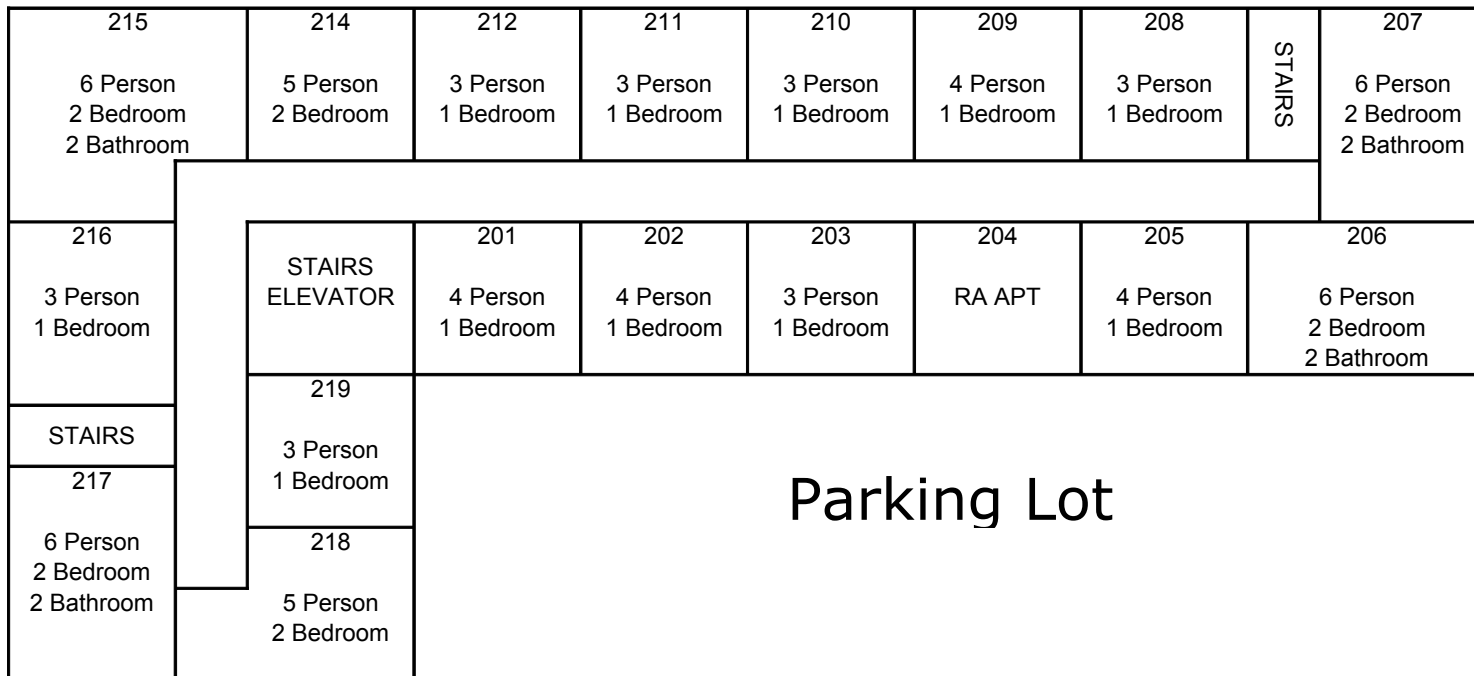 215
6 Person
2 Bedroom
2 Bathroom
214
5 Person
2 Bedroom
212
3 Person
1 Bedroom
211
3 Person
1 Bedroom
210
3 Person
1 Bedroom
209
4 Person
1 Bedroom
208
3 Person
1 Bedroom
STAIRS
207
6 Person
2 Bedroom
2 Bathroom
216
3 Person
1 Bedroom
STAIRS
ELEVATOR
201
4 Person
1 Bedroom
202
4 Person
1 Bedroom
203
3 Person
1 Bedroom
204
RA APT
205
4 Person
1 Bedroom
206
6 Person
2 Bedroom
2 Bathroom
219
3 Person
1 Bedroom
STAIRS
217
6 Person
2 Bedroom
2 Bathroom
218
5 Person
2 Bedroom
Parking Lot